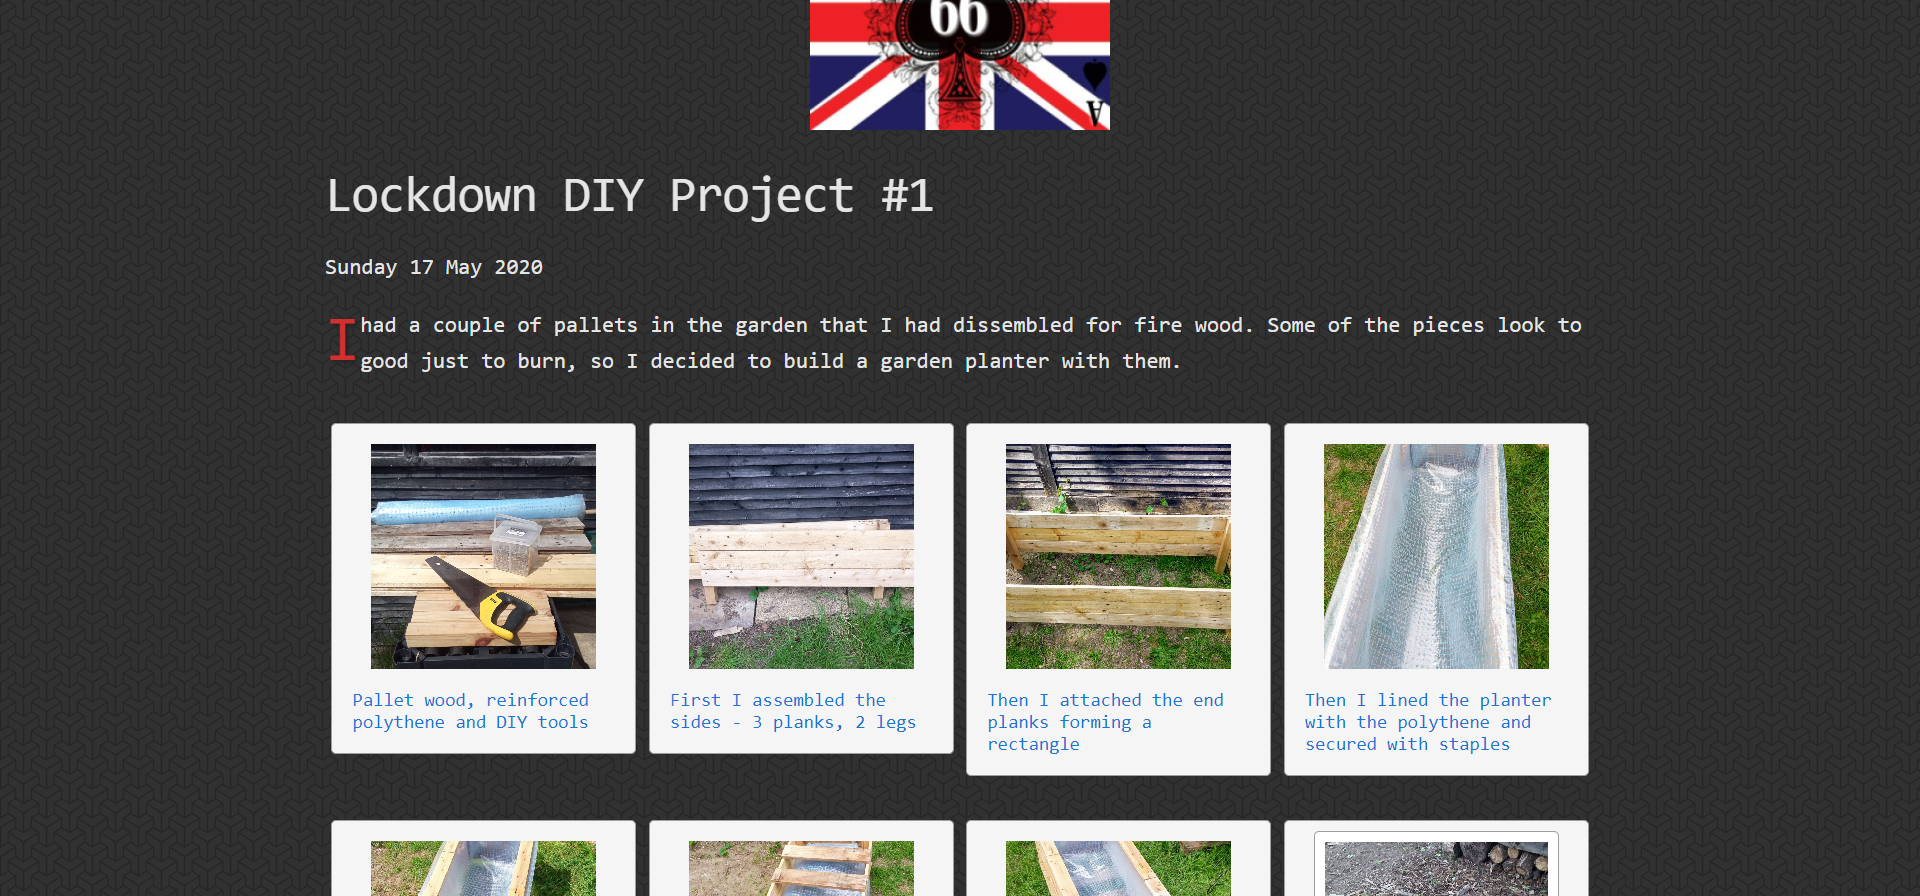 66
A
Lockdown DIY Project #1
Sunday 17 May 2020
I had a couple of pallets in the garden that I had dissembled for fire wood. Some of the pieces look to
good just to burn, so I decided to build a garden planter with them.
Pallet wood, reinforced
polythene and DIY tools
First I assembled the
sides - 3 planks, 2 legs
Then I attached the end
planks forming a
rectangle
Then I lined the planter
with the polythene and
secured with staples